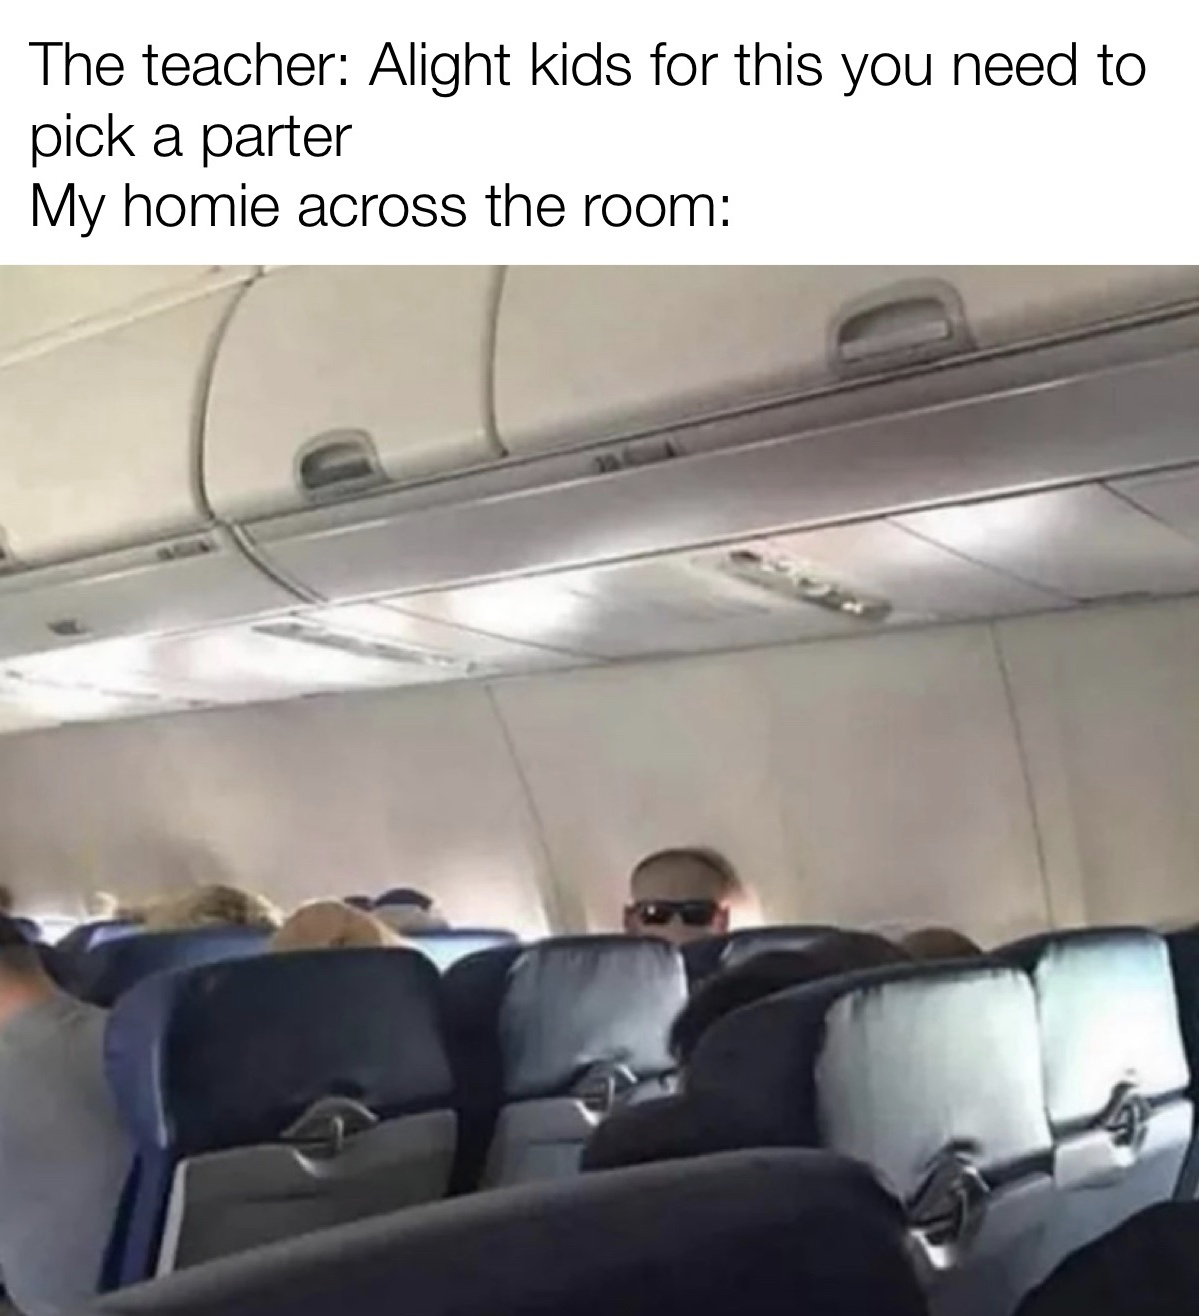 The teacher: Alight kids for this you need to
pick a parter
My homie across the room: